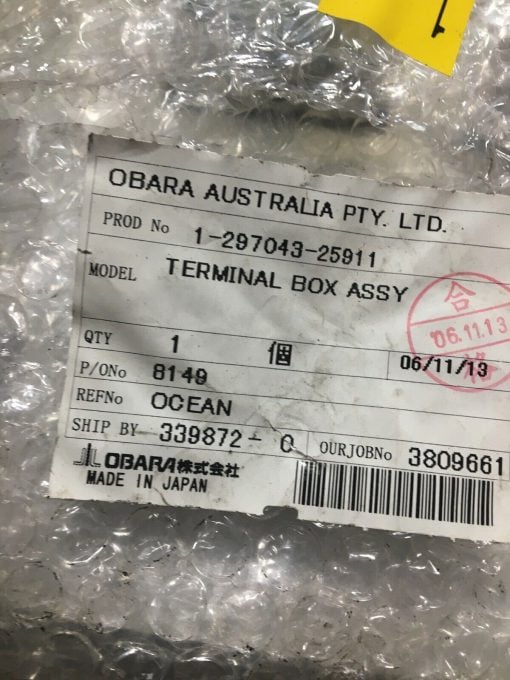 OBARA AUSTRALIA PTY. LTD.
PROD No 1-297043-25911
MODEL TERMINAL BOX ASSY
QTY 1 個 06/11/13
合
'06.11.13
格
P/ONo 8149
REFNo OCEAN
SHIP BY 339872- 0 OURJOBNo 3809661
OBARA株式会社
MADE IN JAPAN